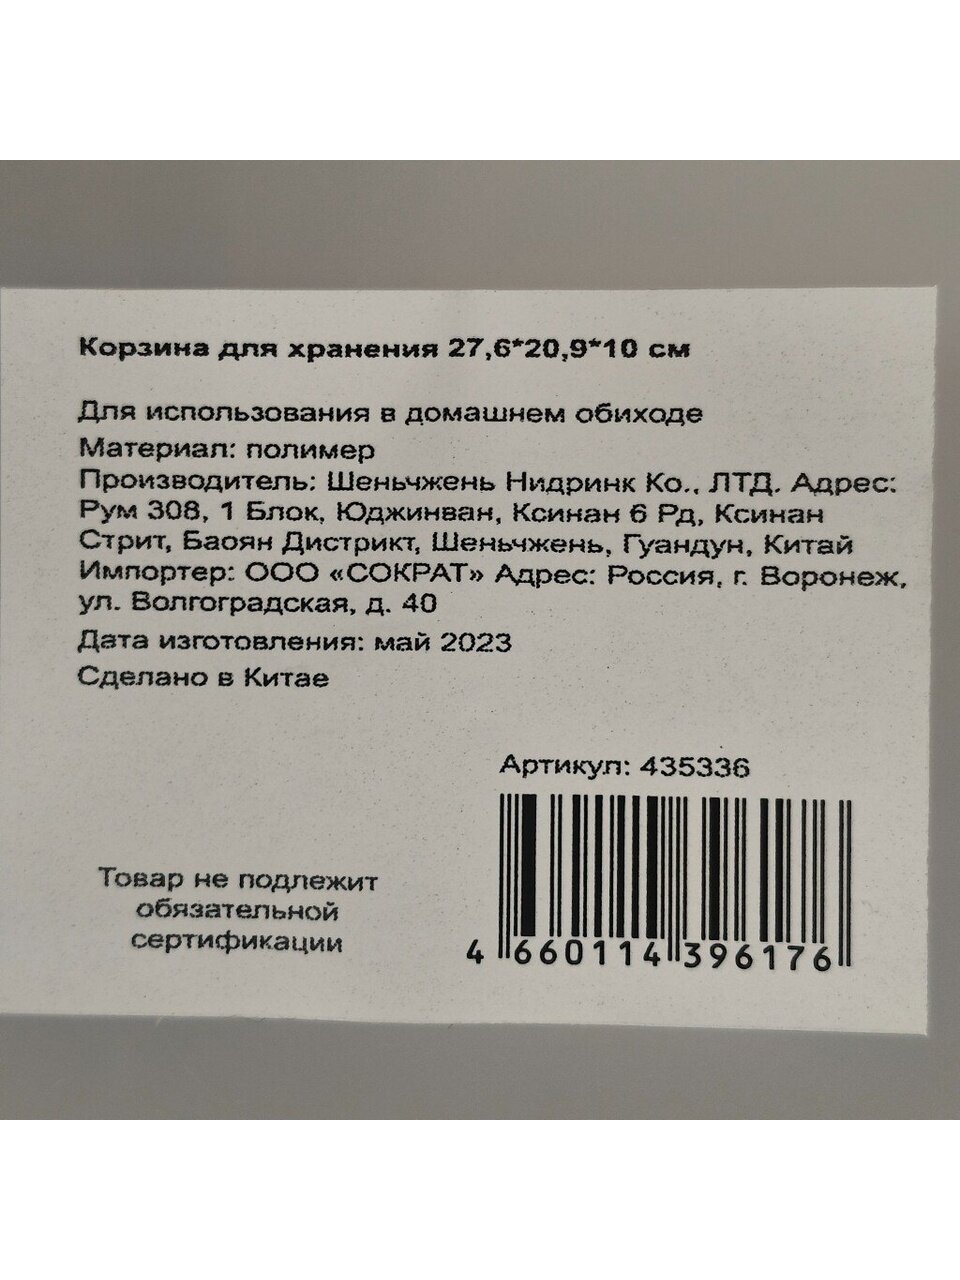 Корзина для хранения 27,6*20,9*10 см
Для использования в домашнем обиходе
Материал: полимер
Производитель: Шеньчжень Нидринк Ко., ЛТД. Адрес:
Рум 308, 1 Блок, Юджинван, Ксинан 6 Рд, Ксинан
Стрит, Баоян Дистрикт, Шеньчжень, Гуандун, Китай
Импортер: ООО «СОКРАТ» Адрес: Россия, г. Воронеж,
ул. Волгоградская, д. 40
Дата изготовления: май 2023
Сделано в Китае
Артикул: 435336
Товар не подлежит
обязательной
сертификации
4 660114 396176